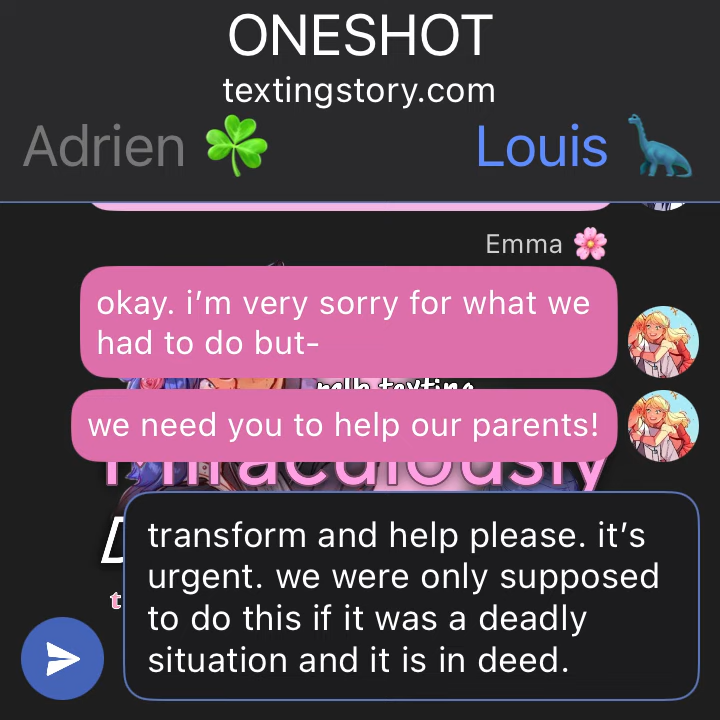 ONESHOT
textingstory.com
Adrien ☘️
Louis 🦕
Emma 🌸
okay. i’m very sorry for what we
had to do but-
we need you to help our parents!
Miraculously
transform and help please. it’s
urgent. we were only supposed
to do this if it was a deadly
situation and it is in deed.